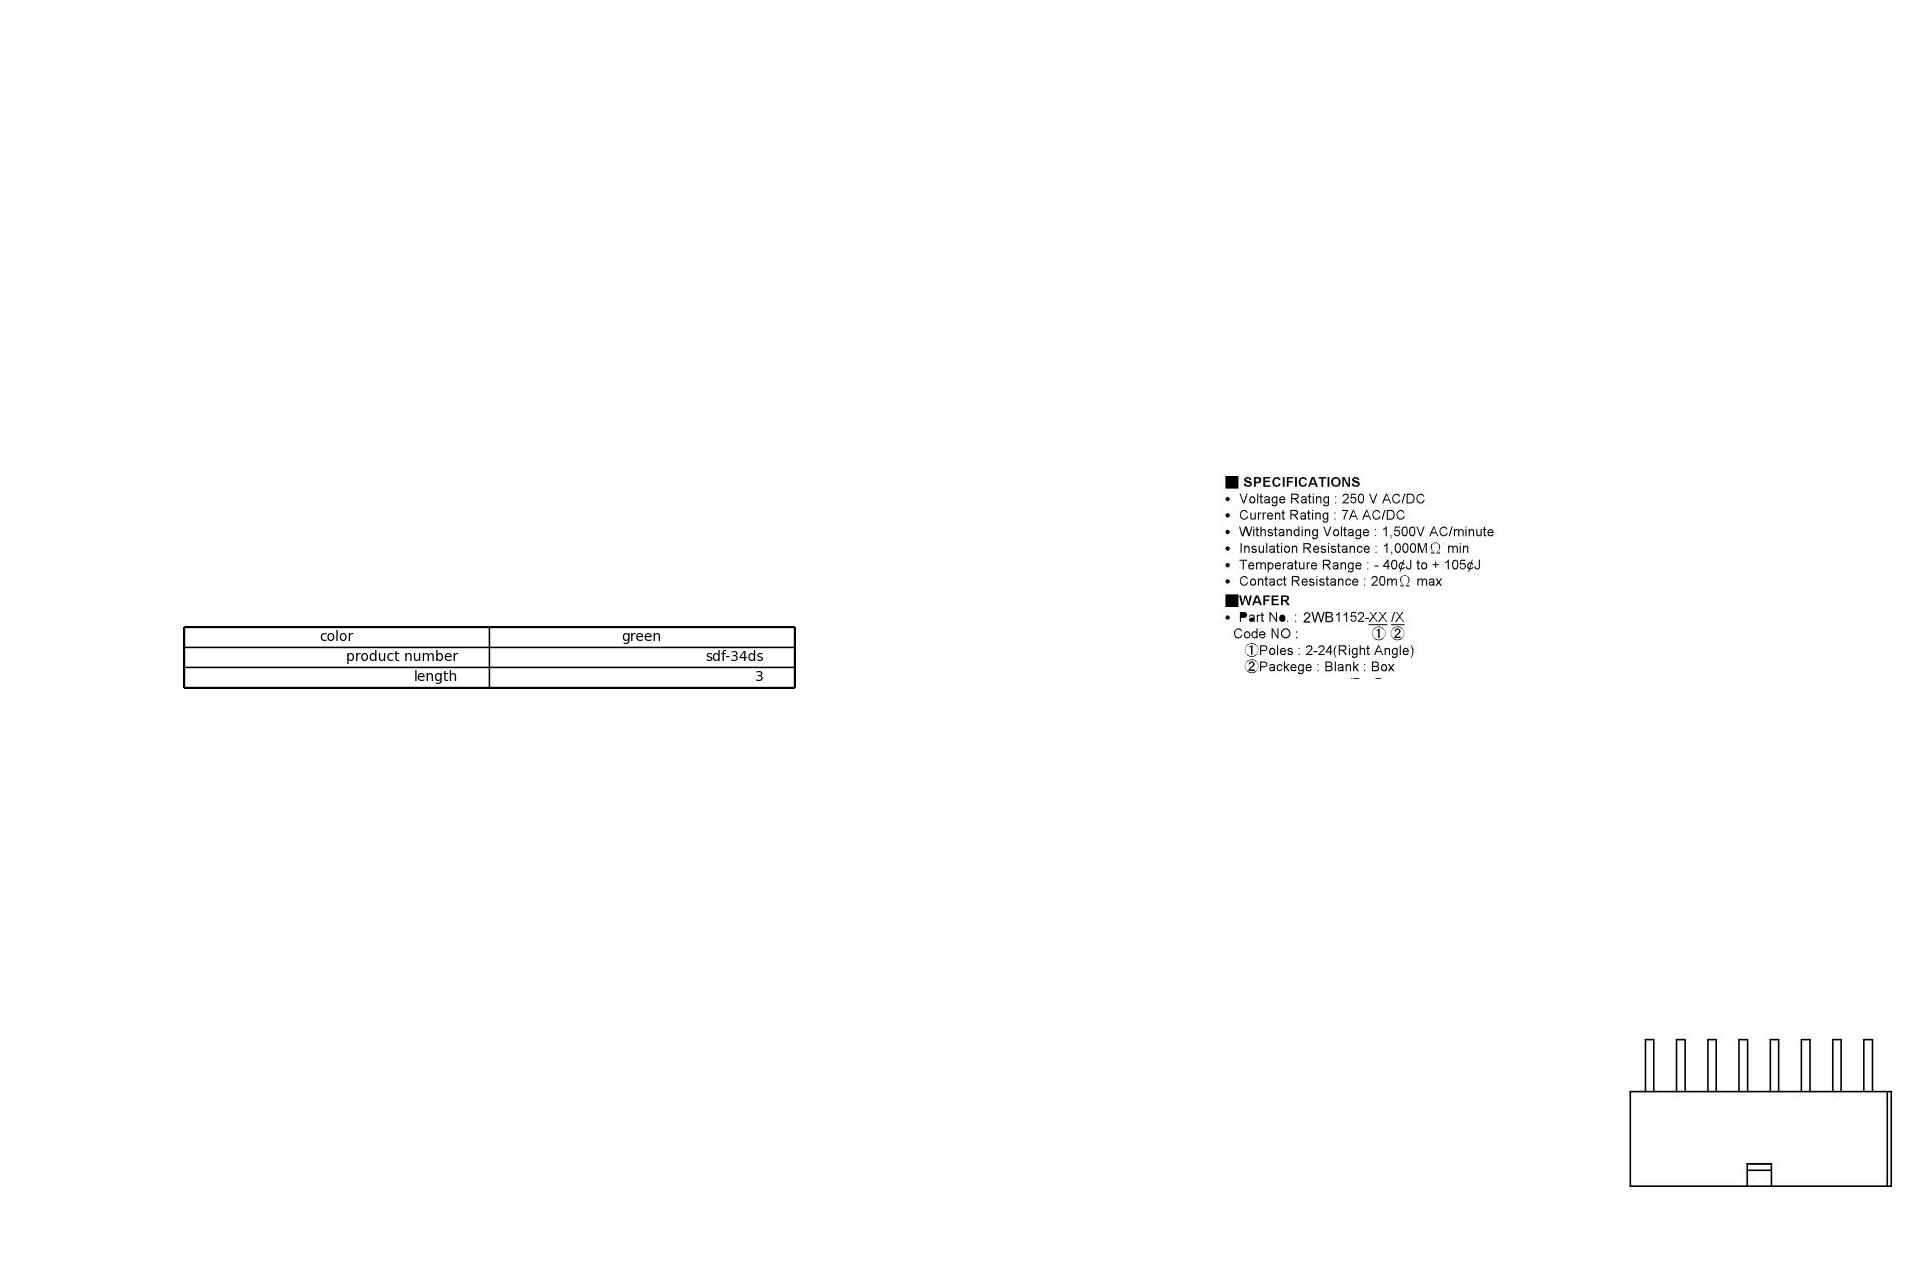 color green
product number sdf-34ds
length 3
■ SPECIFICATIONS
• Voltage Rating : 250 V AC/DC
• Current Rating : 7A AC/DC
• Withstanding Voltage : 1,500V AC/minute
• Insulation Resistance : 1,000MΩ min
• Temperature Range : - 40¢J to + 105¢J
• Contact Resistance : 20mΩ max
■WAFER
• Part No. : 2WB1152-XX /X
Code NO : ① ②
①Poles : 2-24(Right Angle)
②Packege : Blank : Box